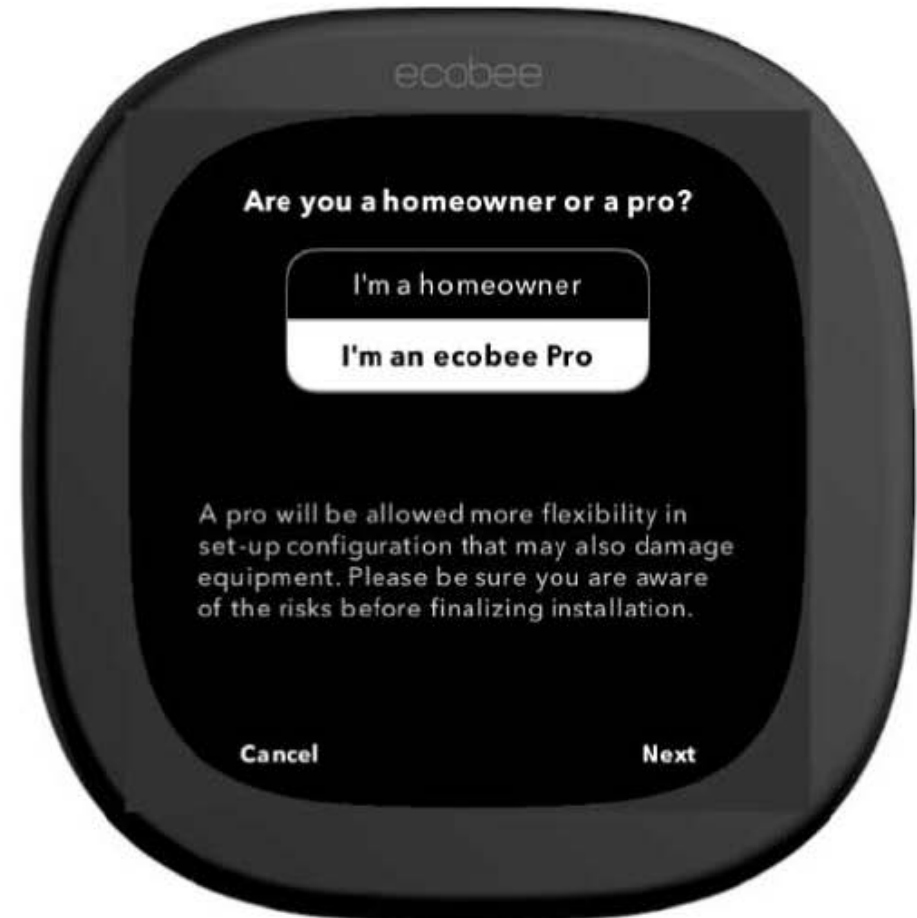 ecobee
Are you a homeowner or a pro?
I'm a homeowner
I'm an ecobee Pro
A pro will be allowed more flexibility in
set-up configuration that may also damage
equipment. Please be sure you are aware
of the risks before finalizing installation.
Cancel
Next